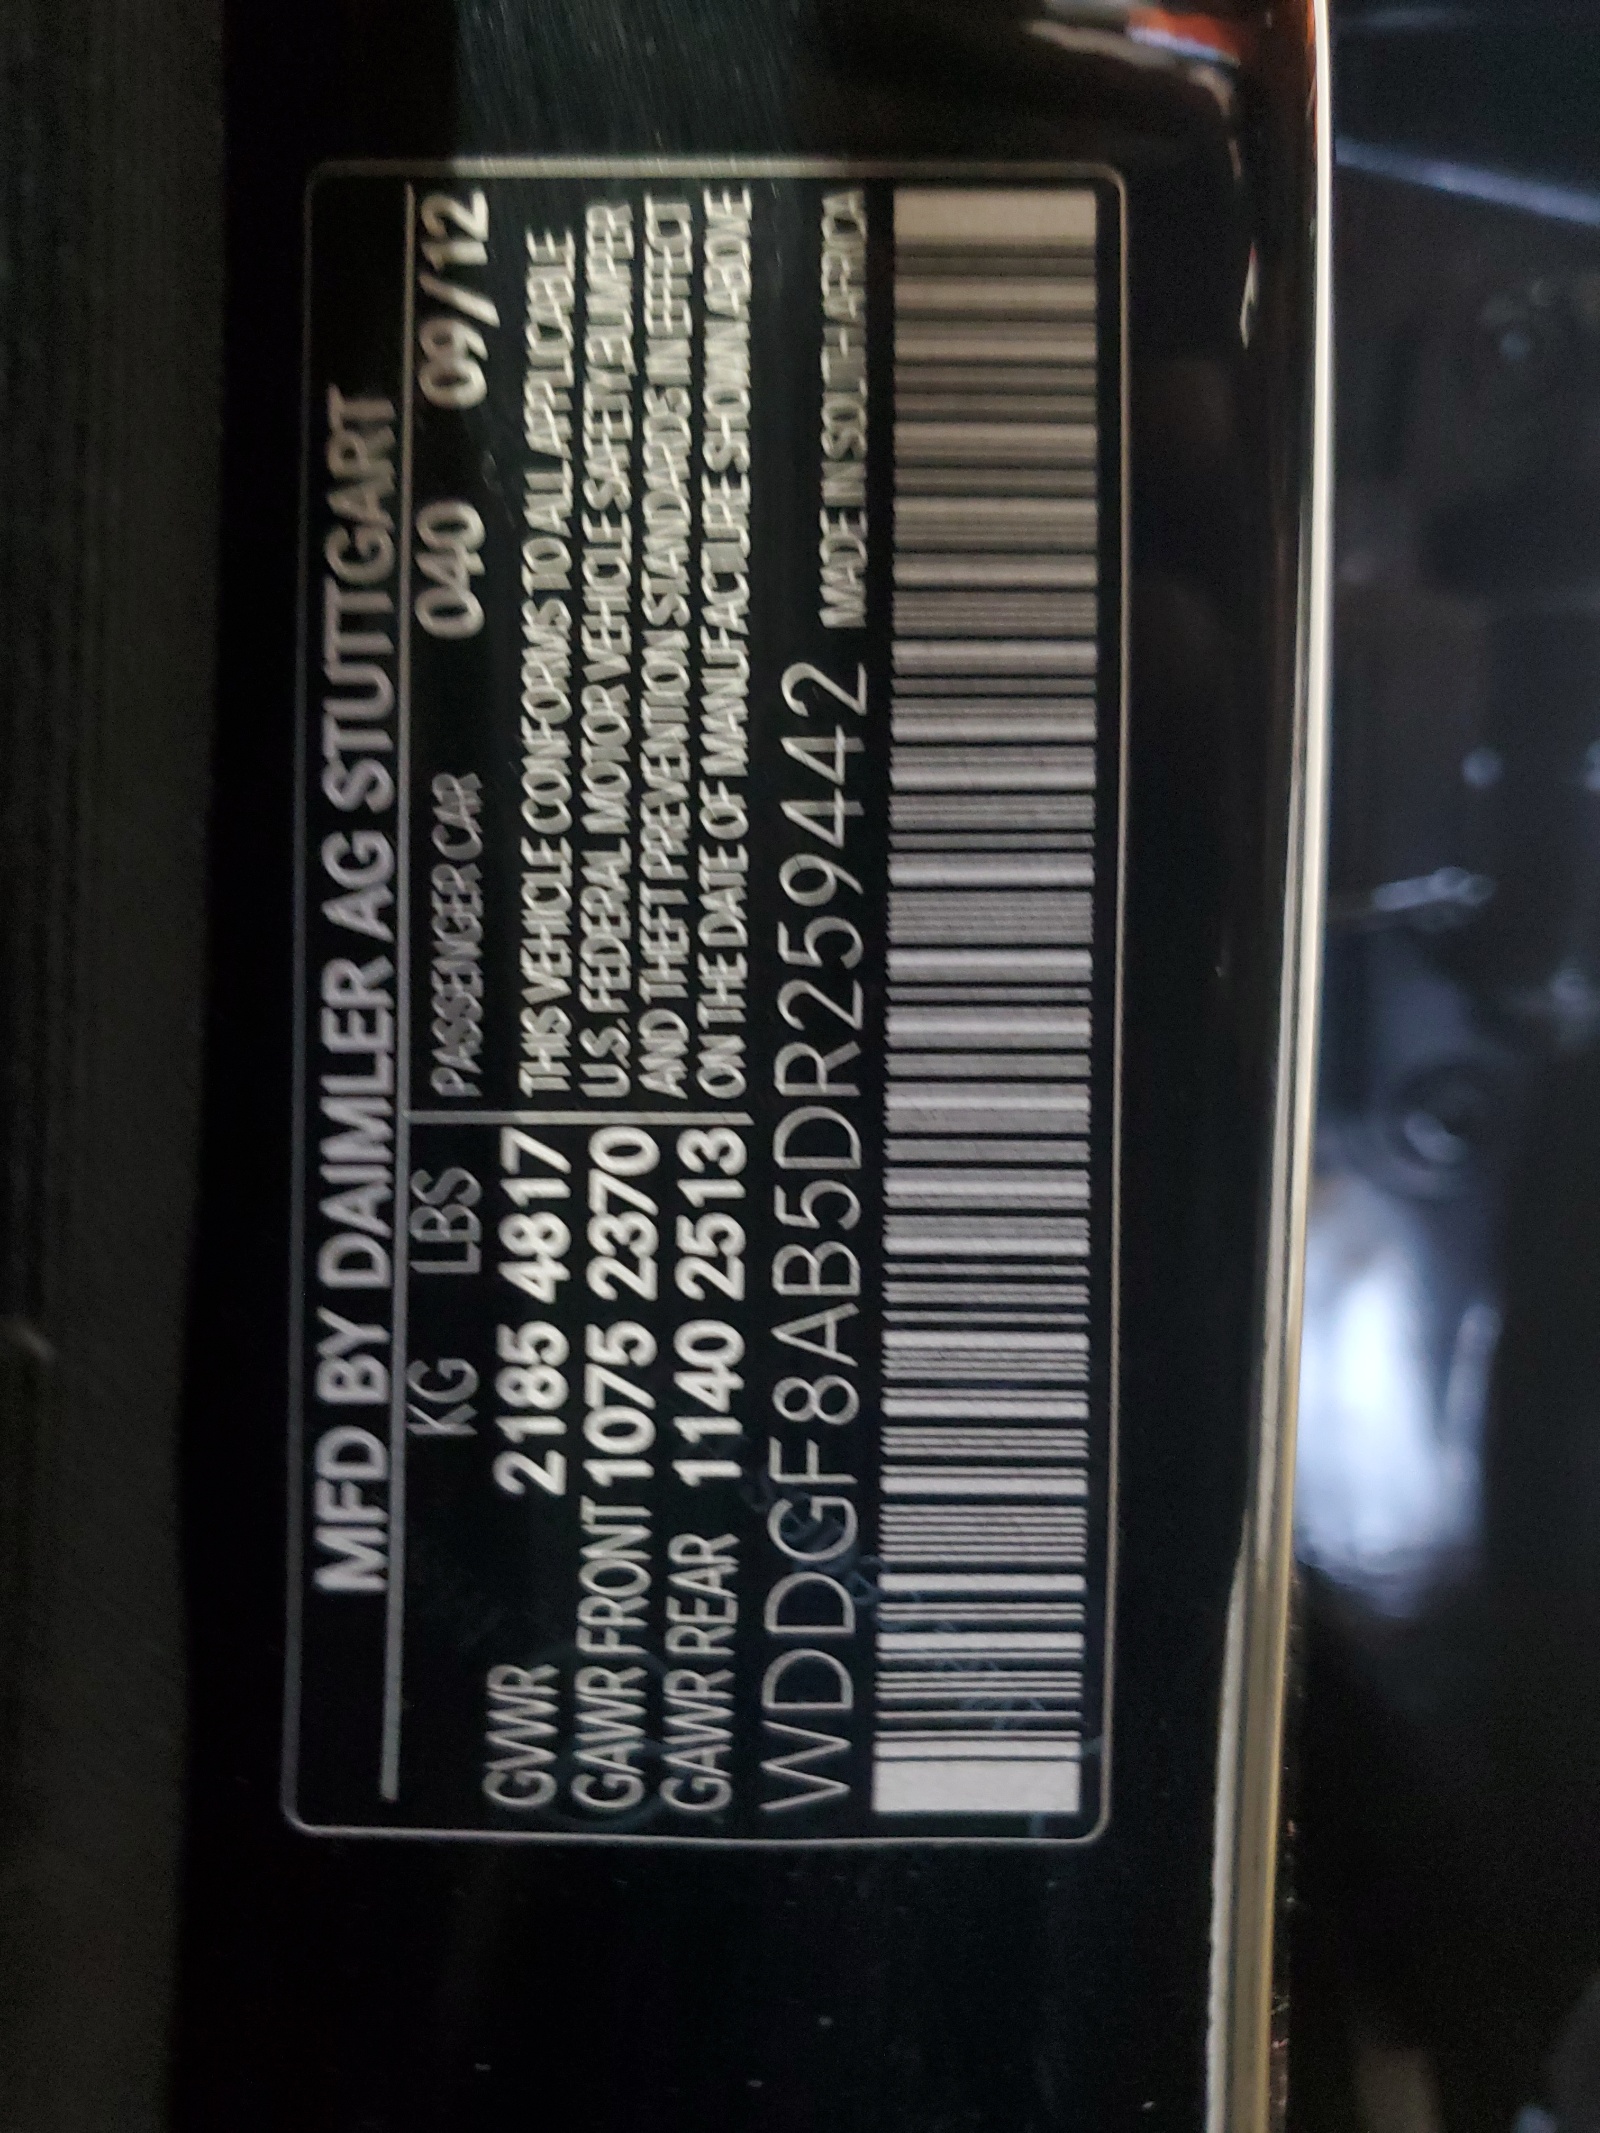 MFD BY DAIMLER AG STUTTGART
KG LBS PASSENGER CAR 040 09/12
GVWR 2185 4817 THIS VEHICLE CONFORMS TO ALL APPLICABLE
GAWR FRONT 1075 2370 U.S. FEDERAL MOTOR VEHICLE SAFETY,BUMPER
GAWR REAR 1140 2513 AND THEFT PREVENTION STANDARDS IN EFFECT
ON THE DATE OF MANUFACTURE SHOWN ABOVE
WDDGF8AB5DR259442 MADE IN SOUTH AFRICA